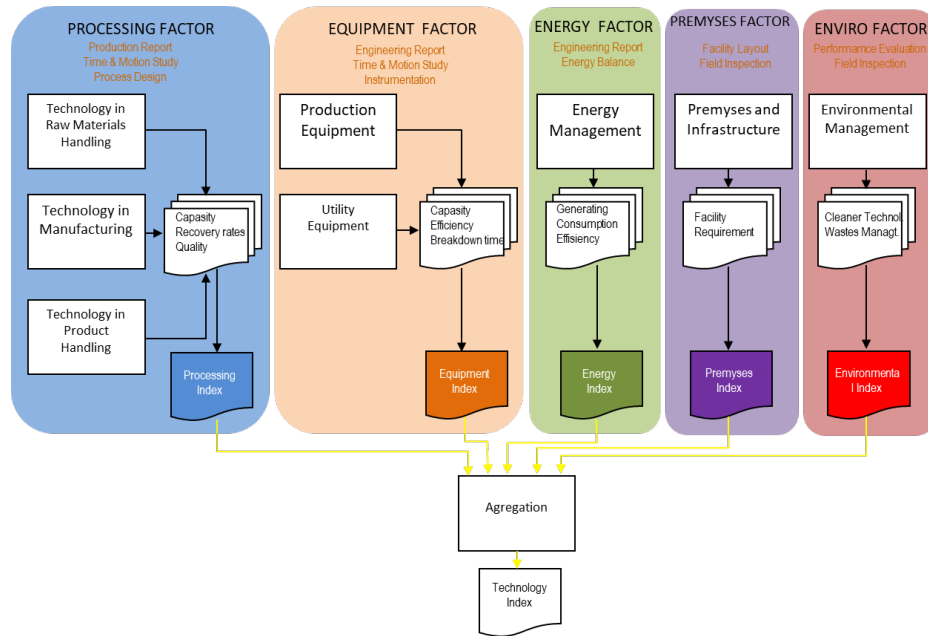 PROCESSING FACTOR
Production Report
Time & Motion Study
Process Design
Technology in
Raw Materials
Handling
Technology in
Manufacturing
Technology in
Product
Handling
Capasity
Recovery rates
Quality
Processing
Index
EQUIPMENT FACTOR
Engineering Report
Time & Motion Study
Instrumentation
Production
Equipment
Utility
Equipment
Capasity
Efficiency
Breakdown time
Equipment
Index
ENERGY FACTOR
Engineering Report
Energy Balance
Energy
Management
Generating
Consumption
Effisiency
Energy
Index
PREMYSES FACTOR
Facility Layout
Field Inspection
Premyses and
Infrastructure
Facility
Requirement
Premyses
Index
ENVIRO FACTOR
Performance Evaluation
Field Inspection
Environmental
Management
Cleaner Technol.
Wastes Managt.
Environmenta
l Index
Agregation
Technology
Index